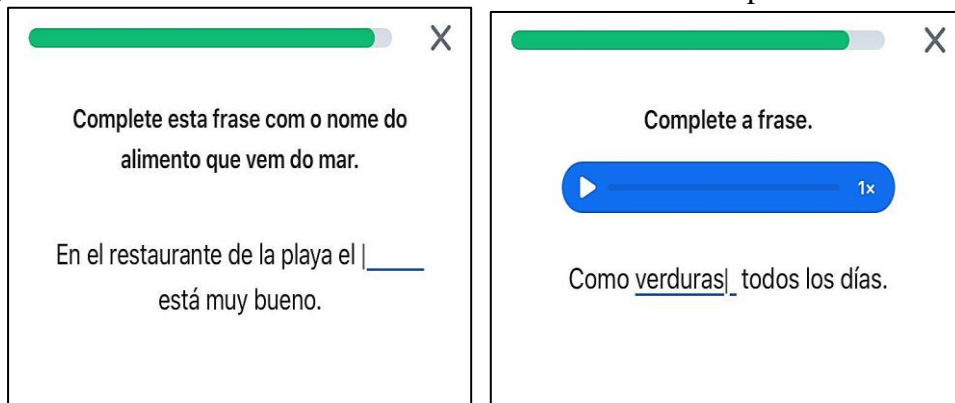 Complete esta frase com o nome do
alimento que vem do mar.
En el restaurante de la playa el |_____
está muy bueno.
Complete a frase.
1x
Como verduras|_ todos los días.